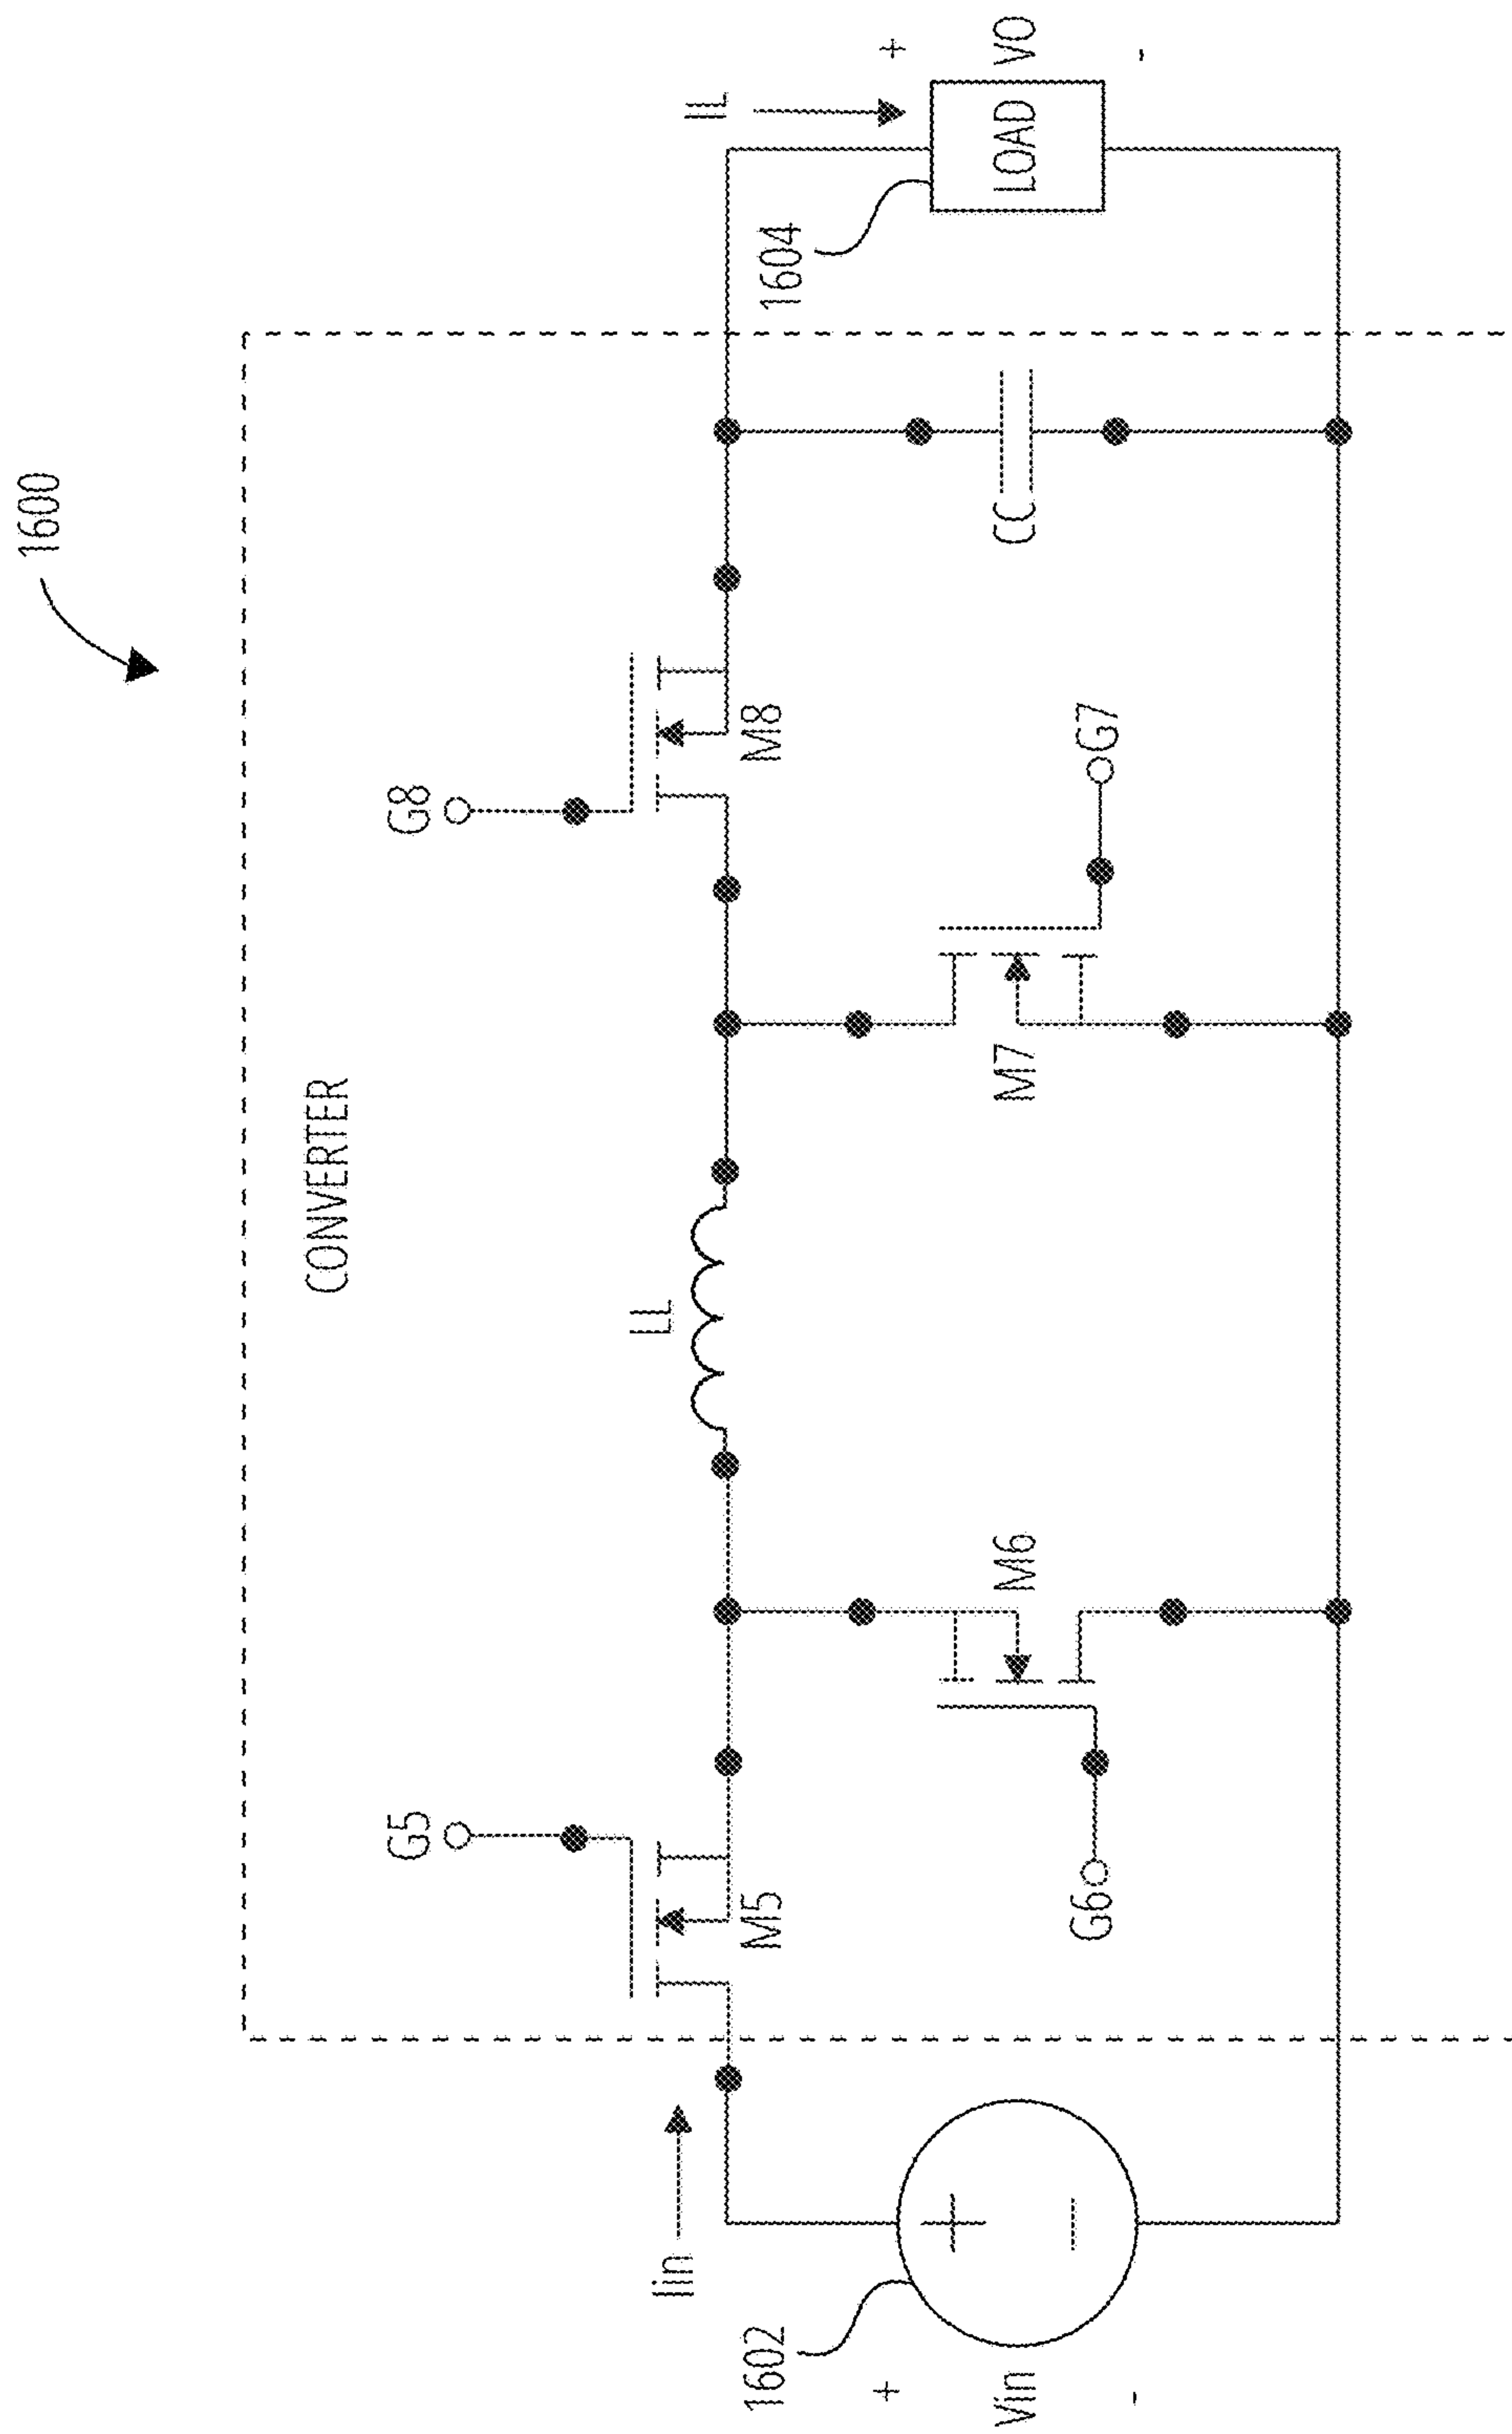 1600
CONVERTER
G5
G8
Iin
LL
IL
M5
M8
1602
1604
+
+
Vin
M6
M7
CC
LOAD
VO
-
-
G6
G7